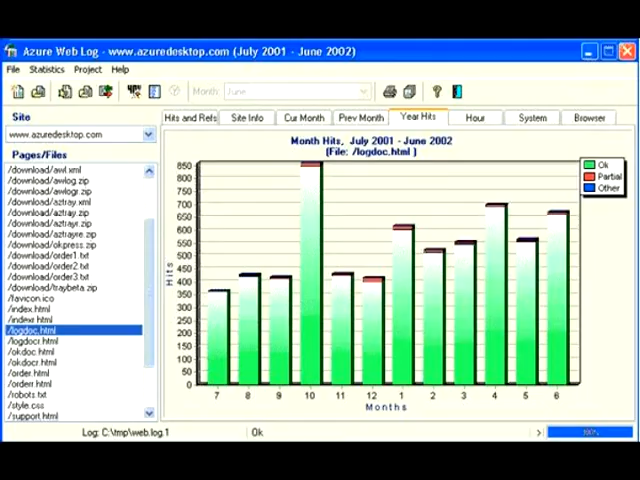 Azure Web Log - www.azuredesktop.com (July 2001 - June 2002)
File Statistics Project Help
Month: June
Site
www.azuredesktop.com
Pages/Files
/download/awl.xml
/download/awlog.zip
/download/awlogr.zip
/download/aztray.xml
/download/aztray.zip
/download/aztrayr.zip
/download/aztrayre.zip
/download/okpress.zip
/download/order1.txt
/download/order2.txt
/download/order3.txt
/download/traybeta.zip
/favicon.ico
/index.html
/indexr.html
/logdoc.html
/logdocr.html
/okdoc.html
/okdocr.html
/order.html
/orderr.html
/robots.txt
/style.css
/support.html
Hits and Refs Site Info Cur Month Prev Month Year Hits Hour System Browser
Month Hits, July 2001 - June 2002
(File: /logdoc.html )
Ok
Partial
Other
Hits
850
800
750
700
650
600
550
500
450
400
350
300
250
200
150
100
50
0
7 8 9 10 11 12 1 2 3 4 5 6
Months
Log: C:\tmp\web.log.1 Ok > 100%